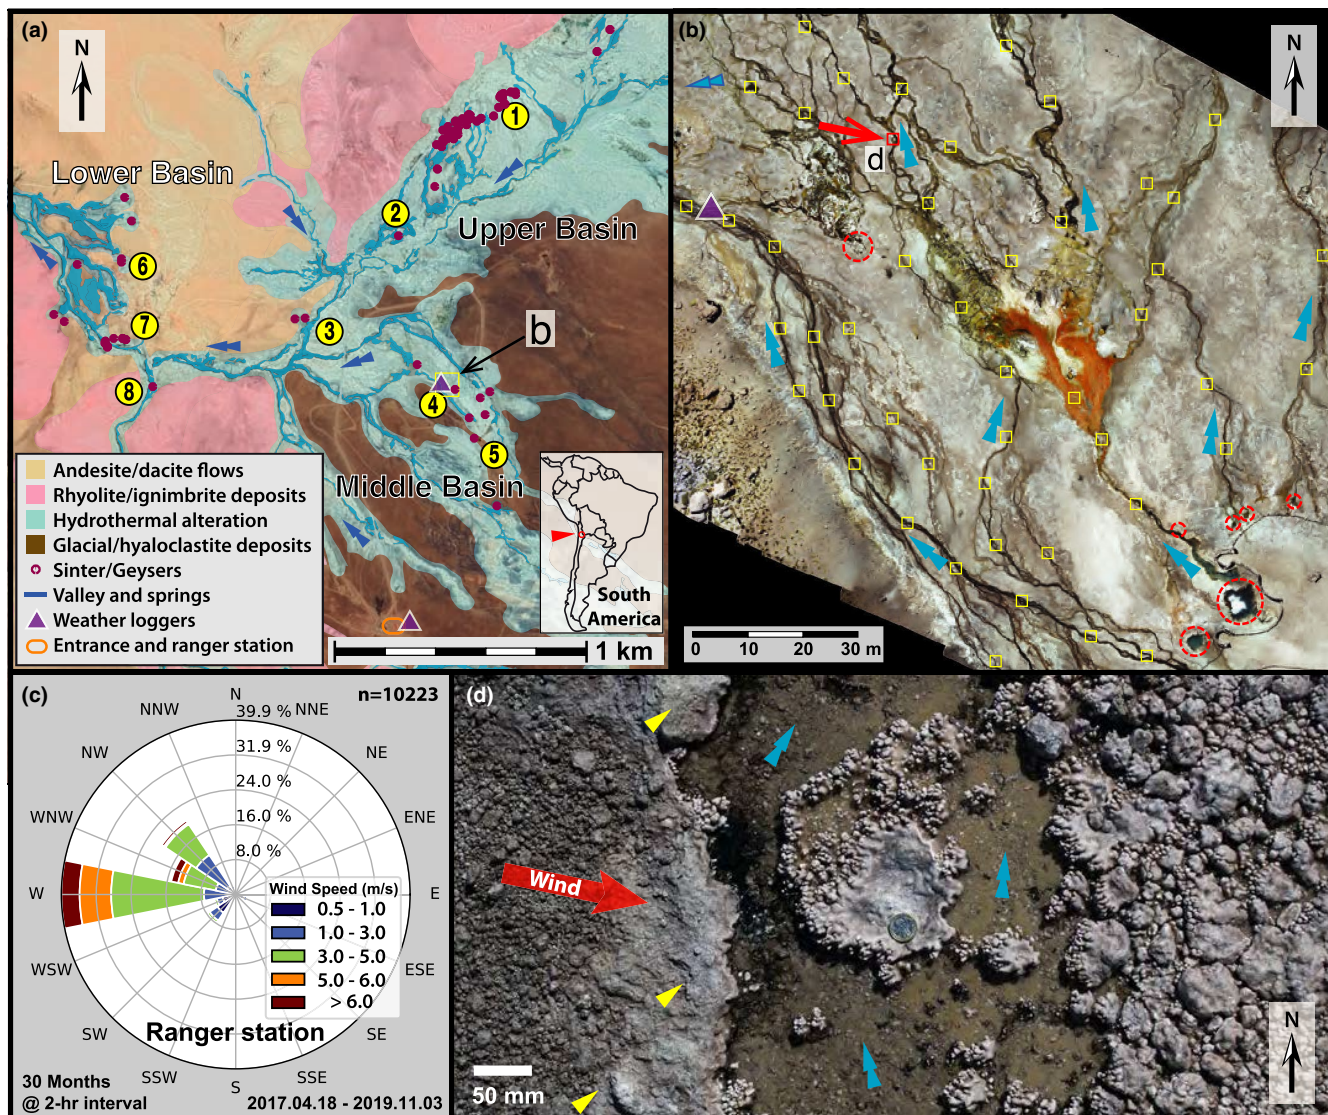 (a)
N
Lower Basin
Upper Basin
Middle Basin
1
2
3
4
5
6
7
8
b
Andesite/dacite flows
Rhyolite/ignimbrite deposits
Hydrothermal alteration
Glacial/hyaloclastite deposits
Sinter/Geysers
Valley and springs
Weather loggers
Entrance and ranger station
South
America
1 km
(b)
N
d
0 10 20 30 m
(c)
n=10223
N
NNE
NE
ENE
E
ESE
SE
SSE
S
SSW
SW
WSW
W
WNW
NW
NNW
39.9 %
31.9 %
24.0 %
16.0 %
8.0 %
Wind Speed (m/s)
0.5 - 1.0
1.0 - 3.0
3.0 - 5.0
5.0 - 6.0
> 6.0
Ranger station
30 Months
@ 2-hr interval
2017.04.18 - 2019.11.03
(d)
Wind
50 mm
N